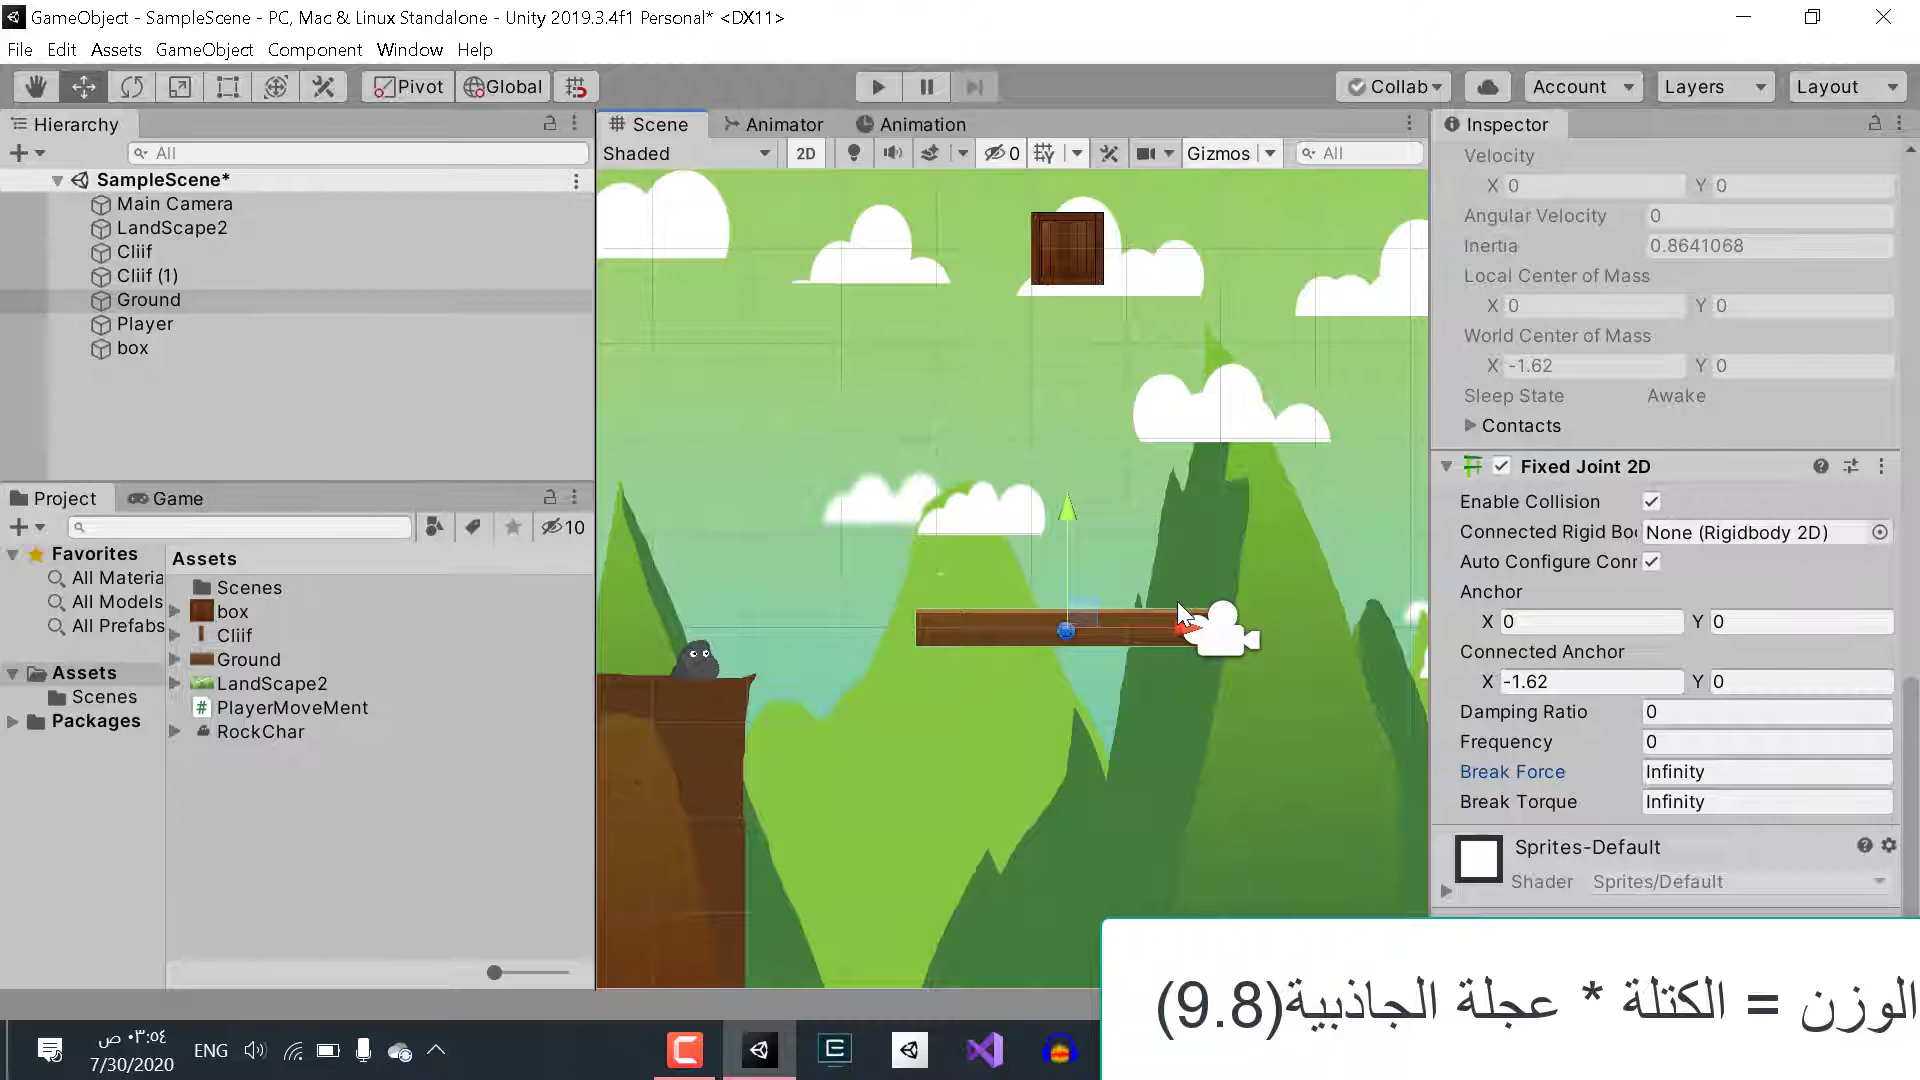 GameObject - SampleScene - PC, Mac & Linux Standalone - Unity 2019.3.4f1 Personal* <DX11>
File Edit Assets GameObject Component Window Help
Pivot Global Collab Account Layers Layout
Hierarchy
All
SampleScene*
Main Camera
LandScape2
Cliif
Cliif (1)
Ground
Player
box
Project Game
10
Favorites
All Materia
All Models
All Prefabs
Assets
Scenes
Packages
Assets
Scenes
box
Cliif
Ground
LandScape2
PlayerMoveMent
RockChar
Scene Animator Animation
Shaded 2D 0 Gizmos All
Inspector
Velocity
X 0 Y 0
Angular Velocity 0
Inertia 0.8641068
Local Center of Mass
X 0 Y 0
World Center of Mass
X -1.62 Y 0
Sleep State Awake
Contacts
Fixed Joint 2D
Enable Collision
Connected Rigid Bo None (Rigidbody 2D)
Auto Configure Conr
Anchor
X 0 Y 0
Connected Anchor
X -1.62 Y 0
Damping Ratio 0
Frequency 0
Break Force Infinity
Break Torque Infinity
Sprites-Default
Shader Sprites/Default
الوزن = الكتلة * عجلة الجاذبية(9.8)
ENG
٠٣:٥٤ ص
7/30/2020